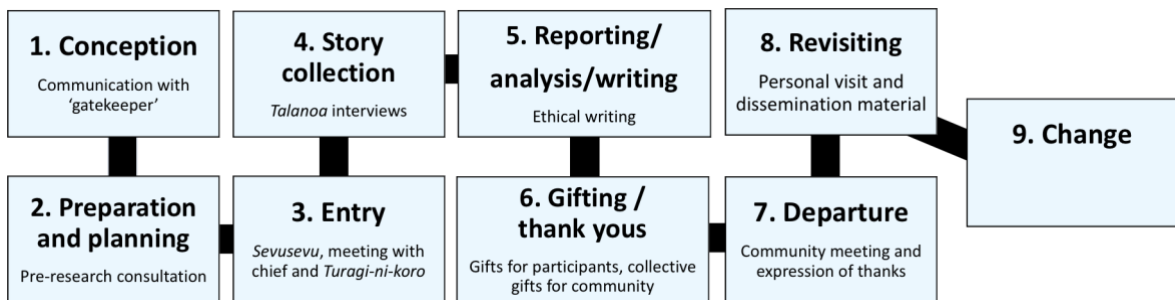 1. Conception
Communication with
‘gatekeeper’
2. Preparation
and planning
Pre-research consultation
3. Entry
Sevusevu, meeting with
chief and Turagi-ni-koro
4. Story
collection
Talanoa interviews
5. Reporting/
analysis/writing
Ethical writing
6. Gifting /
thank yous
Gifts for participants, collective
gifts for community
7. Departure
Community meeting and
expression of thanks
8. Revisiting
Personal visit and
dissemination material
9. Change